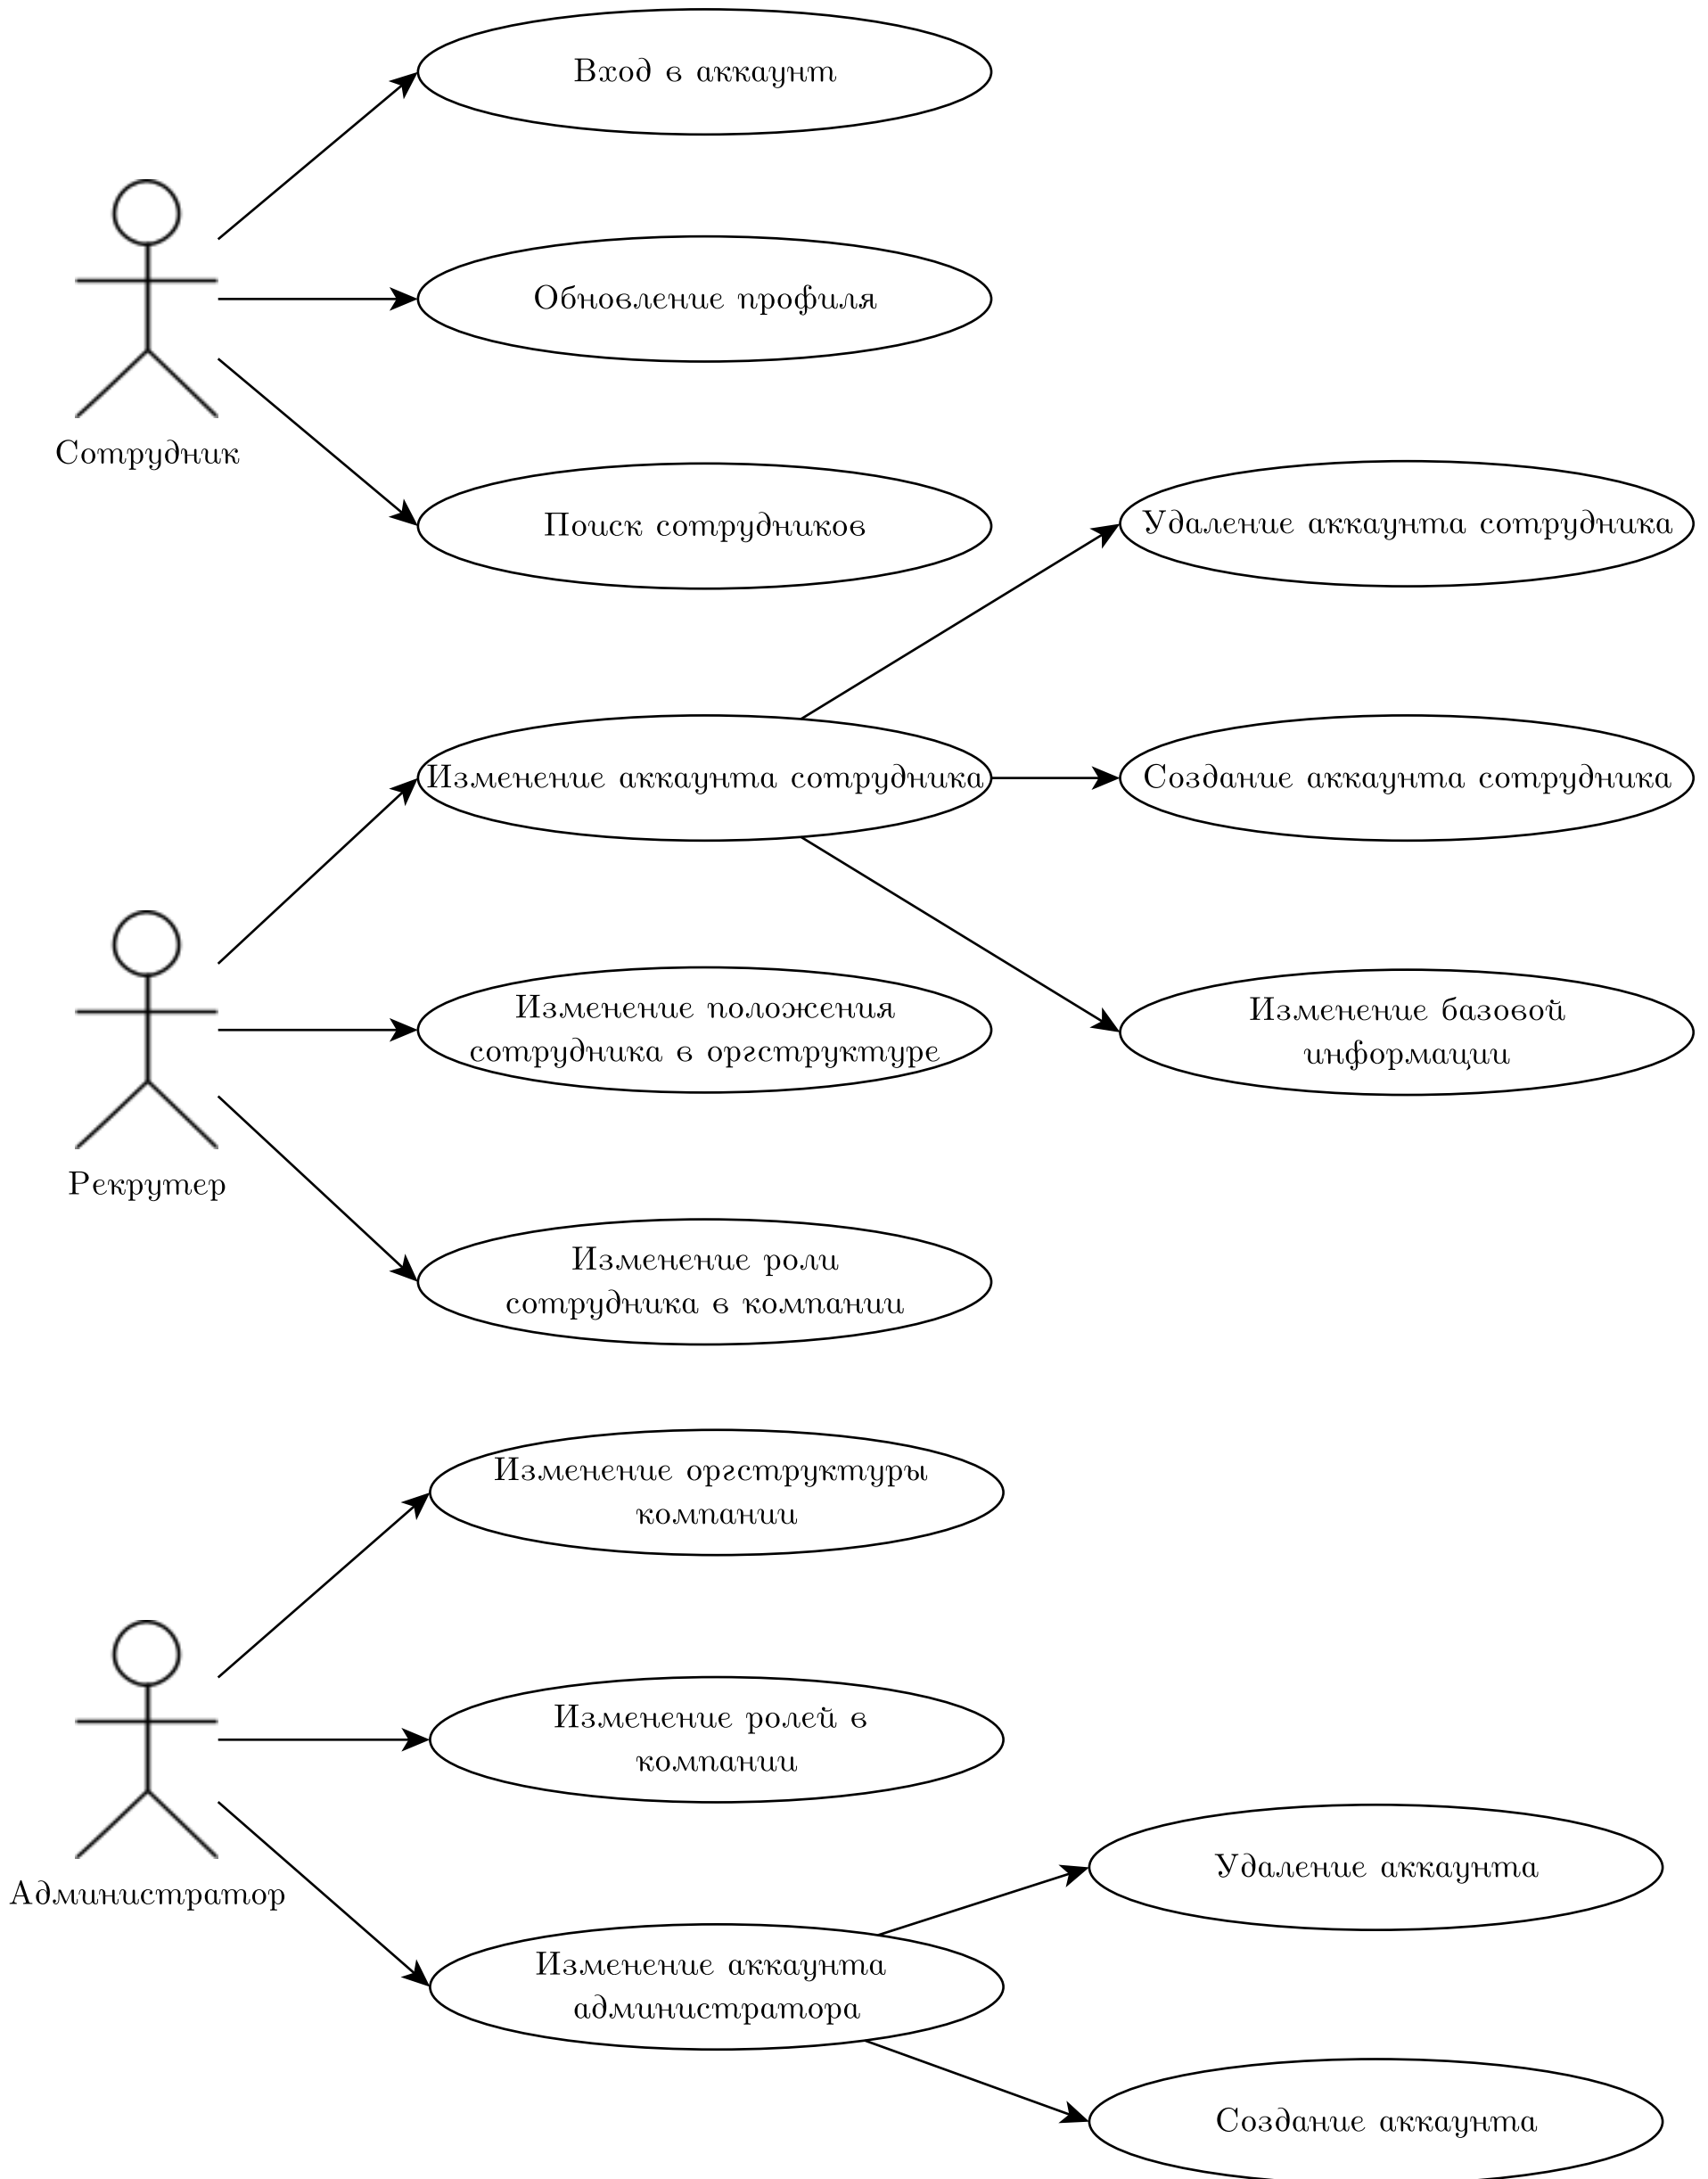 Вход в аккаунт
Обновление профиля
Сотрудник
Поиск сотрудников
Удаление аккаунта сотрудника
Изменение аккаунта сотрудника
Создание аккаунта сотрудника
Изменение положения
сотрудника в оргструктуре
Изменение базовой
информации
Рекрутер
Изменение роли
сотрудника в компании
Изменение оргструктуры
компании
Изменение ролей в
компании
Удаление аккаунта
Администратор
Изменение аккаунта
администратора
Создание аккаунта